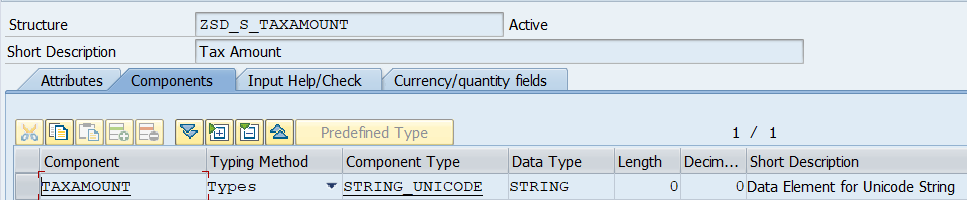 Structure ZSD_S_TAXAMOUNT Active
Short Description Tax Amount
Attributes Components Input Help/Check Currency/quantity fields
Predefined Type 1 / 1
Component Typing Method Component Type Data Type Length Decim... Short Description
TAXAMOUNT Types STRING_UNICODE STRING 0 0 Data Element for Unicode String